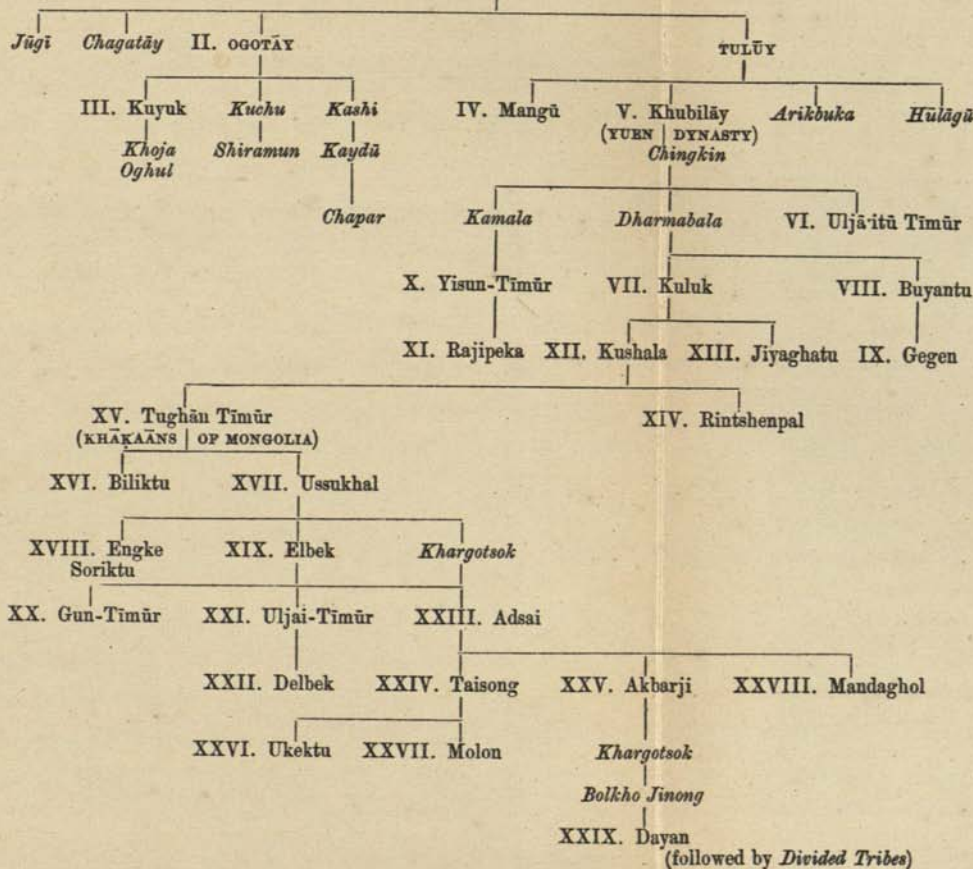 Jūgī Chagatāy II. OGOTĀY TULŪY
III. Kuyuk Kuchu Kashi IV. Mangū V. Khubilāy Arikbuka Hūlāgū
(YUEN | DYNASTY)
Khoja Shiramun Kaydū Chingkin
Oghul
Chapar Kamala Dharmabala VI. Uljā-itū Tīmūr
X. Yisun-Tīmūr VII. Kuluk VIII. Buyantu
XI. Rajipeka XII. Kushala XIII. Jiyaghatu IX. Gegen
XV. Tughān Tīmūr XIV. Rintshenpal
(KHĀḲAĀNS | OF MONGOLIA)
XVI. Biliktu XVII. Ussukhal
XVIII. Engke XIX. Elbek Khargotsok
Soriktu
XX. Gun-Tīmūr XXI. Uljai-Tīmūr XXIII. Adsai
XXII. Delbek XXIV. Taisong XXV. Akbarji XXVIII. Mandaghol
XXVI. Ukektu XXVII. Molon Khargotsok
Bolkho Jinong
XXIX. Dayan
(followed by Divided Tribes)